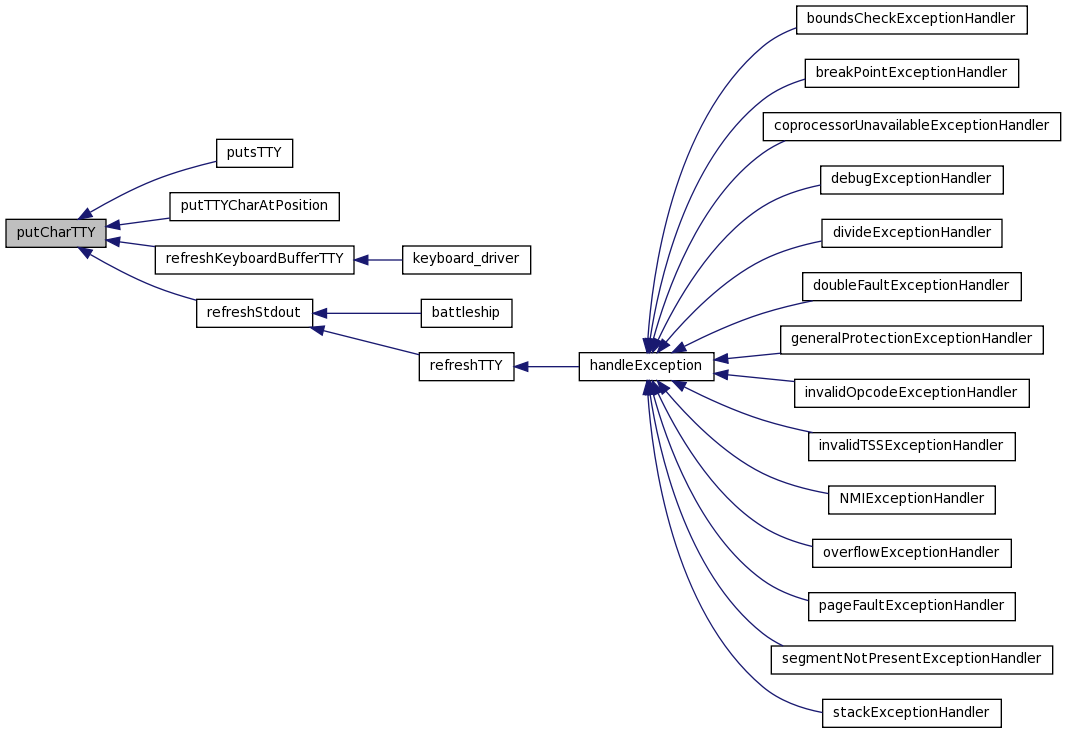 boundsCheckExceptionHandler
breakPointExceptionHandler
coprocessorUnavailableExceptionHandler
putsTTY
debugExceptionHandler
putTTYCharAtPosition
putCharTTY
divideExceptionHandler
refreshKeyboardBufferTTY
keyboard_driver
doubleFaultExceptionHandler
refreshStdout
battleship
generalProtectionExceptionHandler
refreshTTY
handleException
invalidOpcodeExceptionHandler
invalidTSSExceptionHandler
NMIExceptionHandler
overflowExceptionHandler
pageFaultExceptionHandler
segmentNotPresentExceptionHandler
stackExceptionHandler